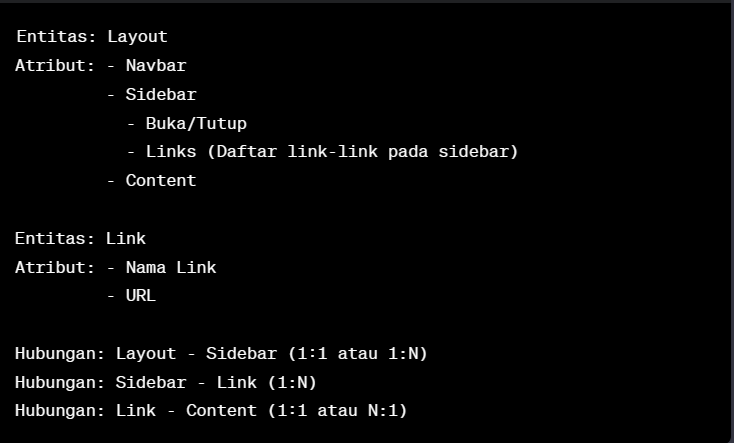 Entitas: Layout
Atribut: - Navbar
- Sidebar
- Buka/Tutup
- Links (Daftar link-link pada sidebar)
- Content
Entitas: Link
Atribut: - Nama Link
- URL
Hubungan: Layout - Sidebar (1:1 atau 1:N)
Hubungan: Sidebar - Link (1:N)
Hubungan: Link - Content (1:1 atau N:1)